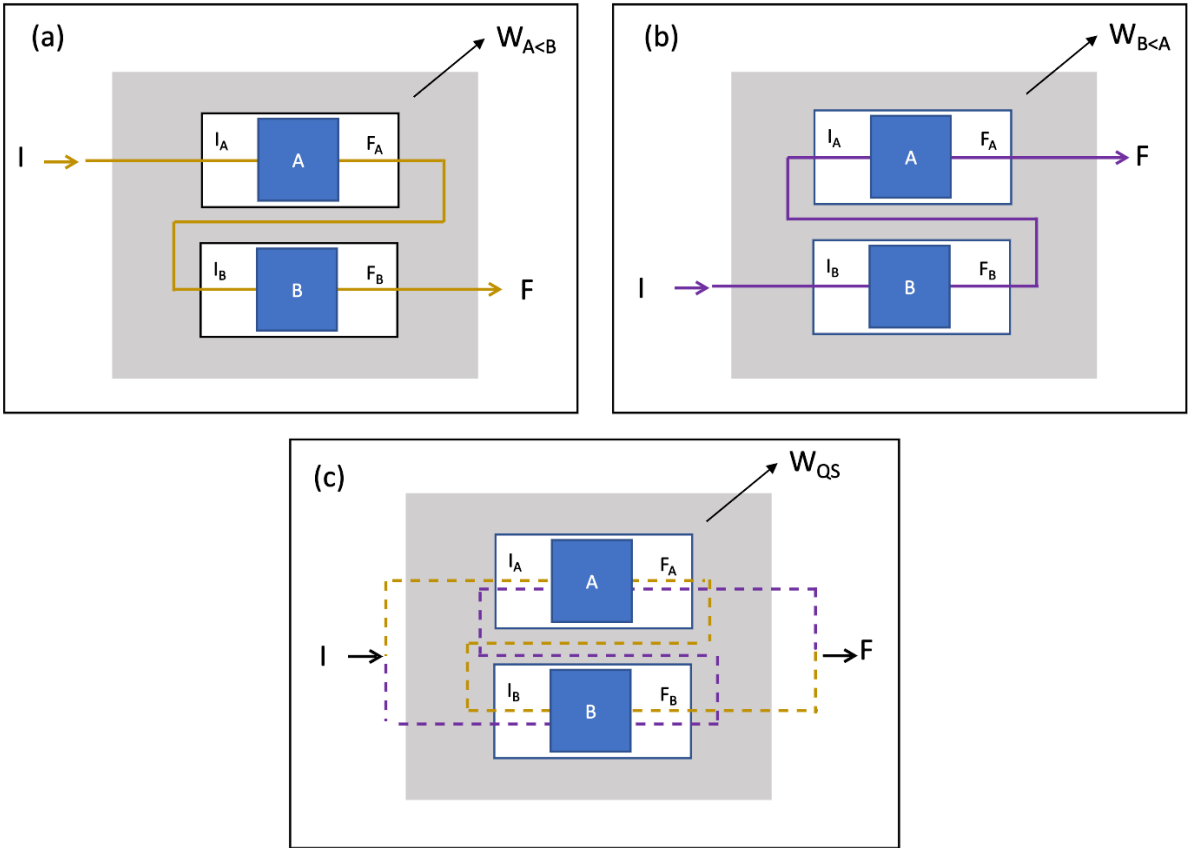 (a)
W_{A<B}
I
I_A
A
F_A
I_B
B
F_B
F
(b)
W_{B<A}
I_A
A
F_A
F
I
I_B
B
F_B
(c)
W_{QS}
I_A
A
F_A
I
F
I_B
B
F_B